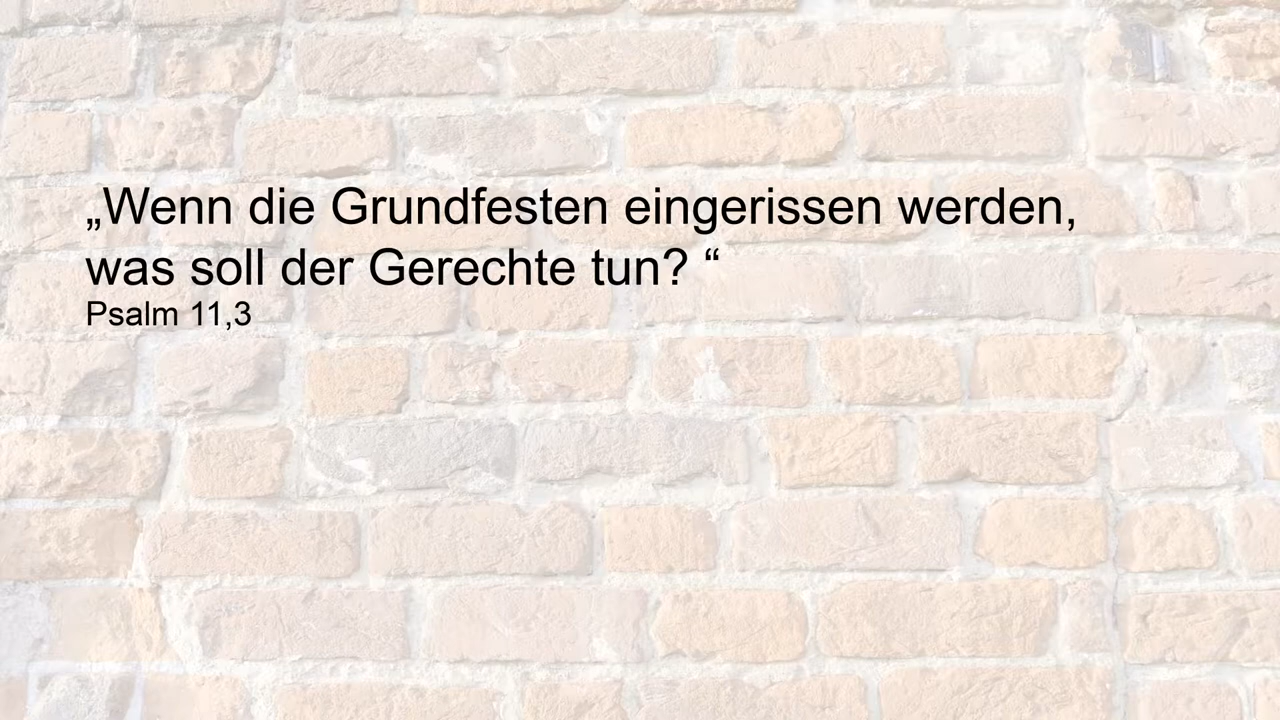 „Wenn die Grundfesten eingerissen werden,
was soll der Gerechte tun? “
Psalm 11,3